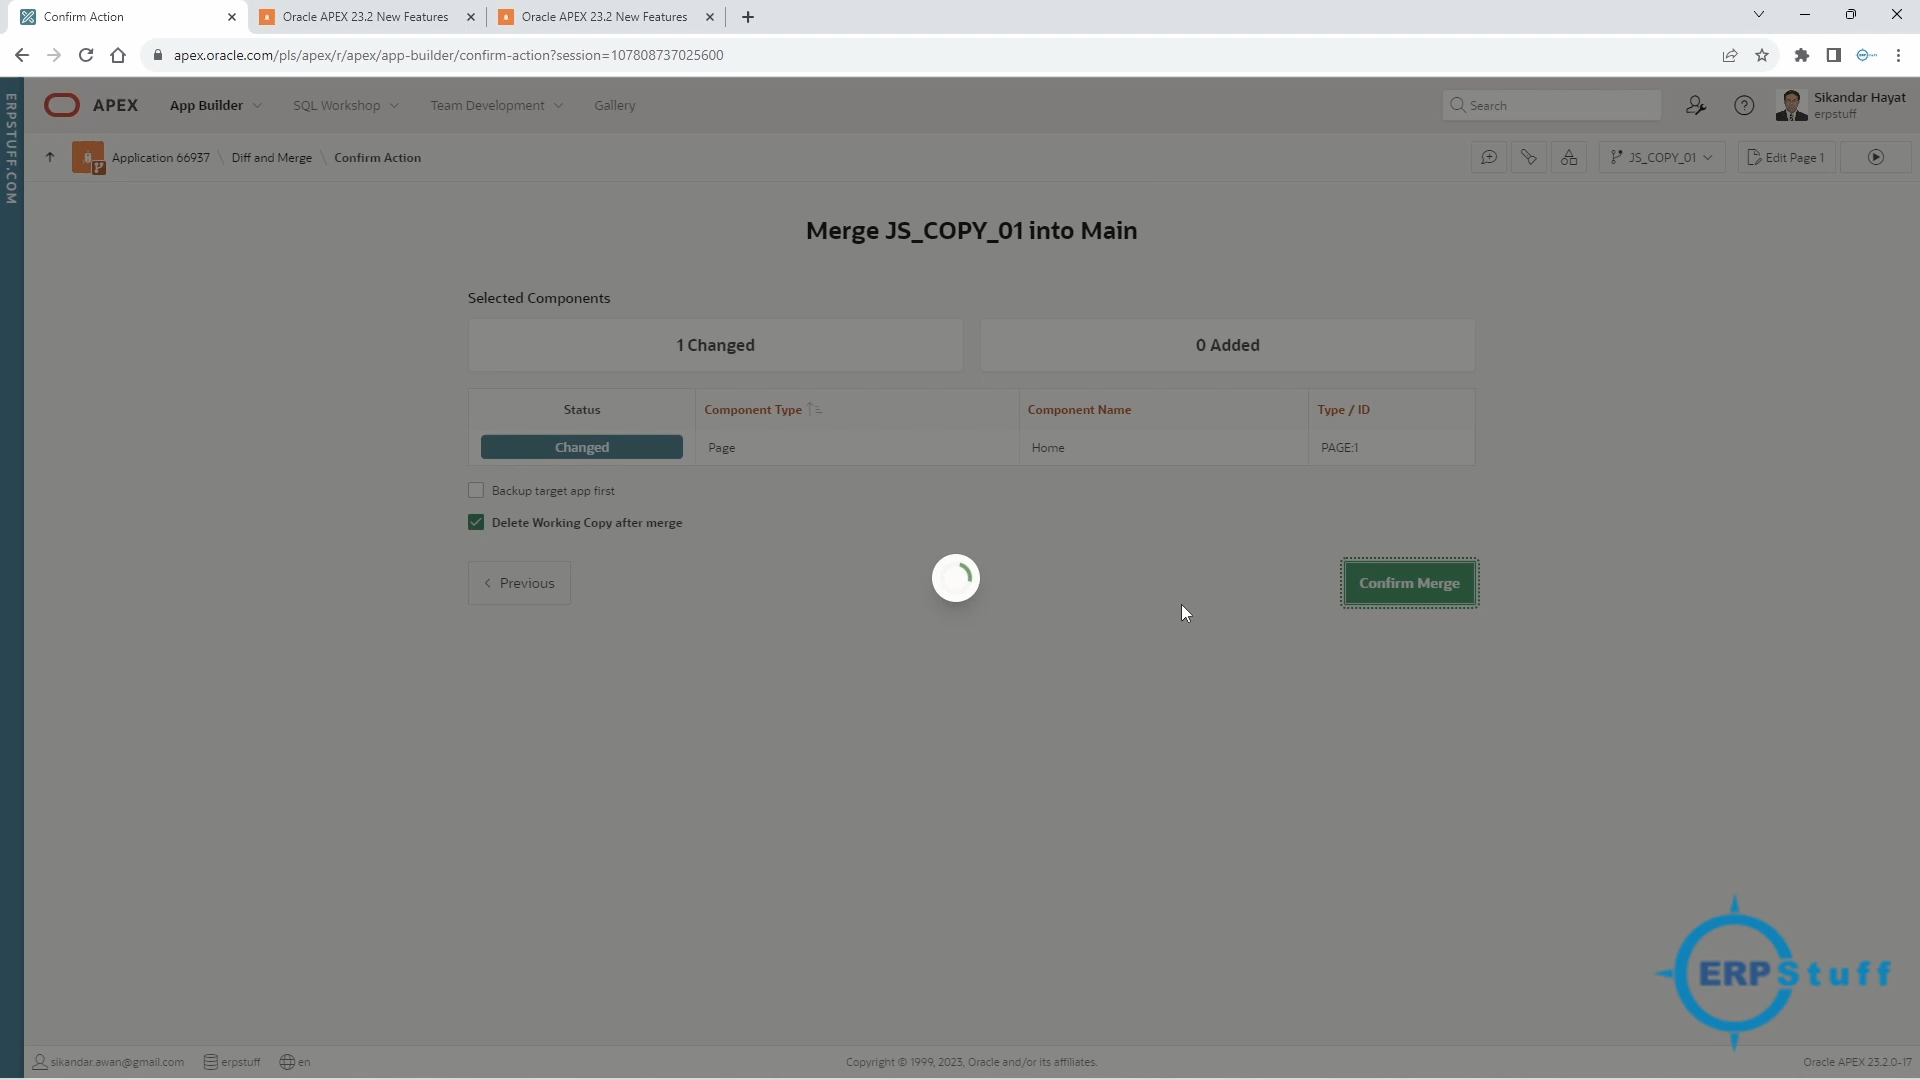 Confirm Action
Oracle APEX 23.2 New Features
Oracle APEX 23.2 New Features
apex.oracle.com/pls/apex/r/apex/app-builder/confirm-action?session=107808737025600
ERPSTUFF.COM
APEX
App Builder
SQL Workshop
Team Development
Gallery
Search
Sikandar Hayat
erpstuff
Application 66937 \ Diff and Merge \ Confirm Action
JS_COPY_01
Edit Page 1
Merge JS_COPY_01 into Main
Selected Components
1 Changed
0 Added
Status
Component Type
Component Name
Type / ID
Changed
Page
Home
PAGE:1
Backup target app first
Delete Working Copy after merge
Previous
Confirm Merge
ERPStuff
sikandar.awan@gmail.com
erpstuff
en
Copyright © 1999, 2023, Oracle and/or its affiliates.
Oracle APEX 23.2.0-17